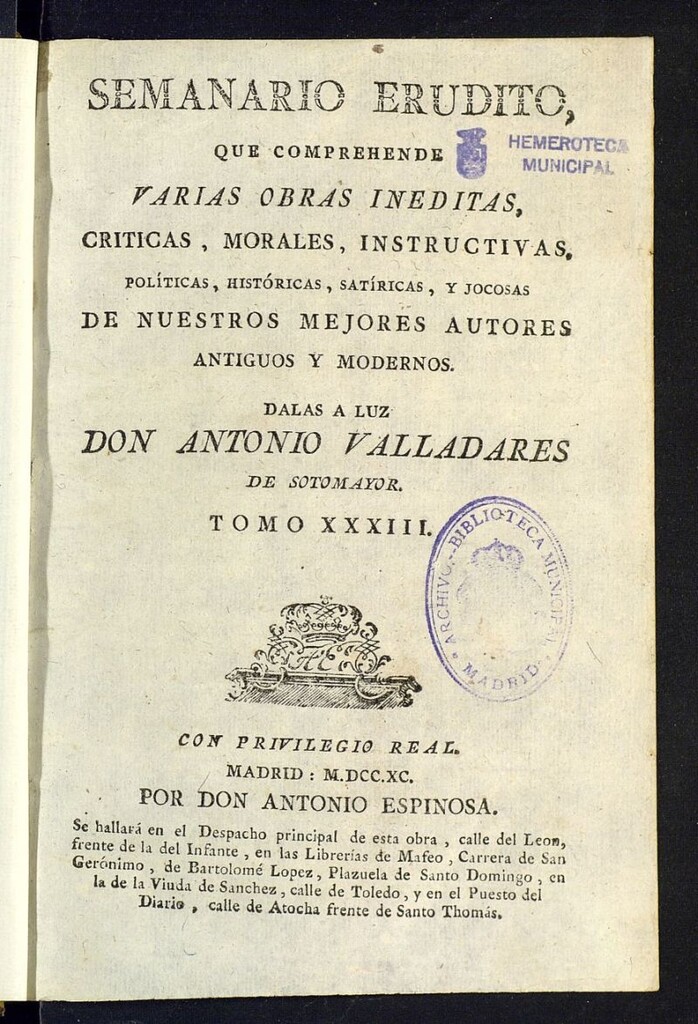 SEMANARIO ERUDITO,
QUE COMPREHENDE
HEMEROTECA
MUNICIPAL
VARIAS OBRAS INEDITAS,
CRITICAS, MORALES, INSTRUCTIVAS,
POLÍTICAS, HISTÓRICAS, SATÍRICAS, Y JOCOSAS
DE NUESTROS MEJORES AUTORES
ANTIGUOS Y MODERNOS.
DALAS A LUZ
DON ANTONIO VALLADARES
DE SOTOMAYOR.
TOMO XXXIII.
ARCHIVO-BIBLIOTECA MUNICIPAL
MADRID
CON PRIVILEGIO REAL.
MADRID: M.DCC.XC.
POR DON ANTONIO ESPINOSA.
Se hallará en el Despacho principal de esta obra, calle del Leon,
frente de la del Infante, en las Librerías de Mafeo, Carrera de San
Gerónimo, de Bartolomé Lopez, Plazuela de Santo Domingo, en
la de la Viuda de Sanchez, calle de Toledo, y en el Puesto del
Diario, calle de Atocha frente de Santo Thomás.